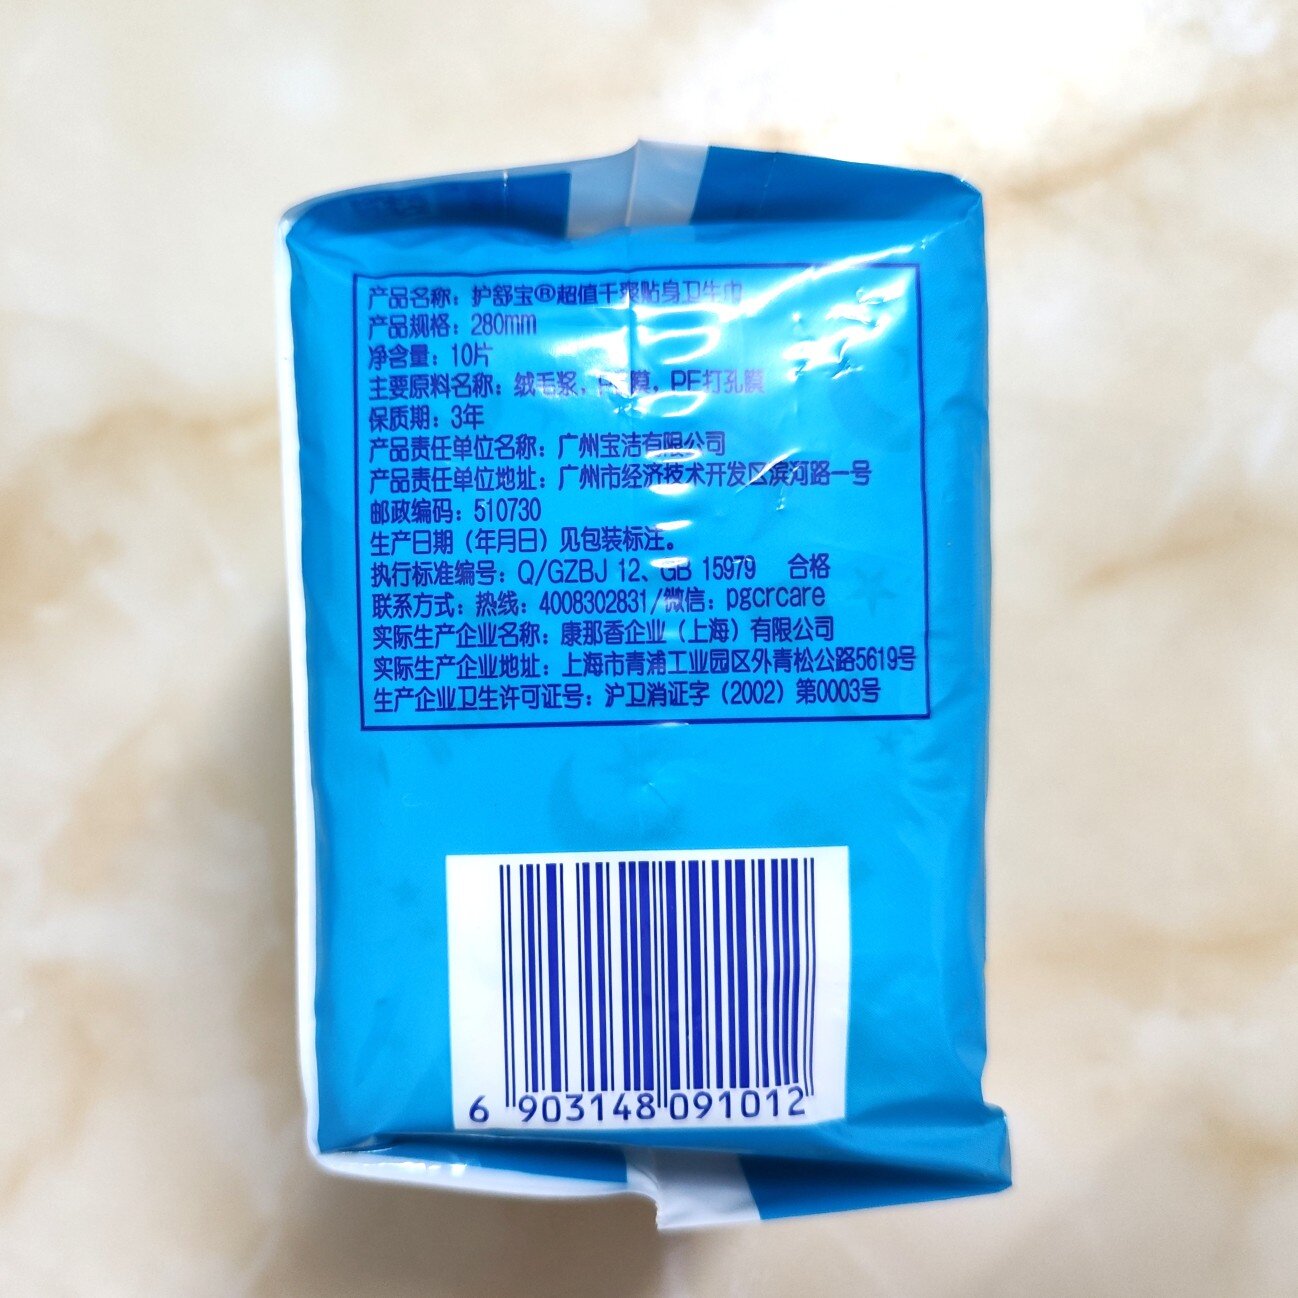 产品名称：护舒宝®超值干爽贴身卫生巾
产品规格：280mm
净含量：10片
主要原料名称：绒毛浆，膜，PE打孔膜
保质期：3年
产品责任单位名称：广州宝洁有限公司
产品责任单位地址：广州市经济技术开发区滨河路一号
邮政编码：510730
生产日期（年月日）见包装标注。
执行标准编号：Q/GZBJ 12、GB 15979 合格
联系方式：热线：4008302831/微信：pgcrcare
实际生产企业名称：康那香企业（上海）有限公司
实际生产企业地址：上海市青浦工业园区外青松公路5619号
生产企业卫生许可证号：沪卫消证字（2002）第0003号
6 903148 091012